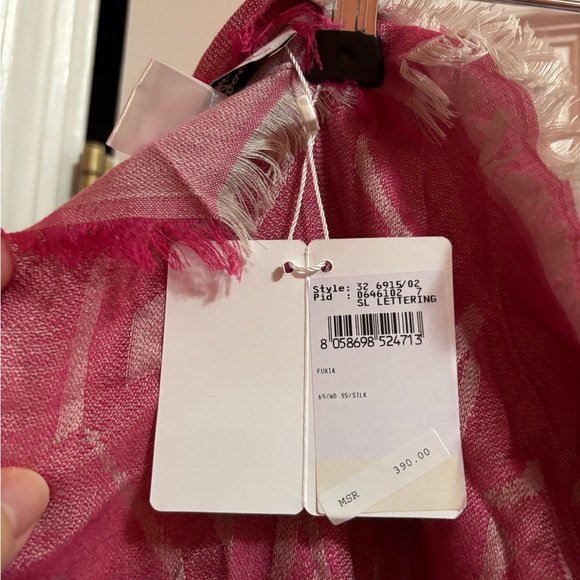 Style: 32 6915/02
Pid : 0646102 7
SL LETTERING
8 058698 524713
FUXIA
65/WO 35/SILK
MSR 390.00